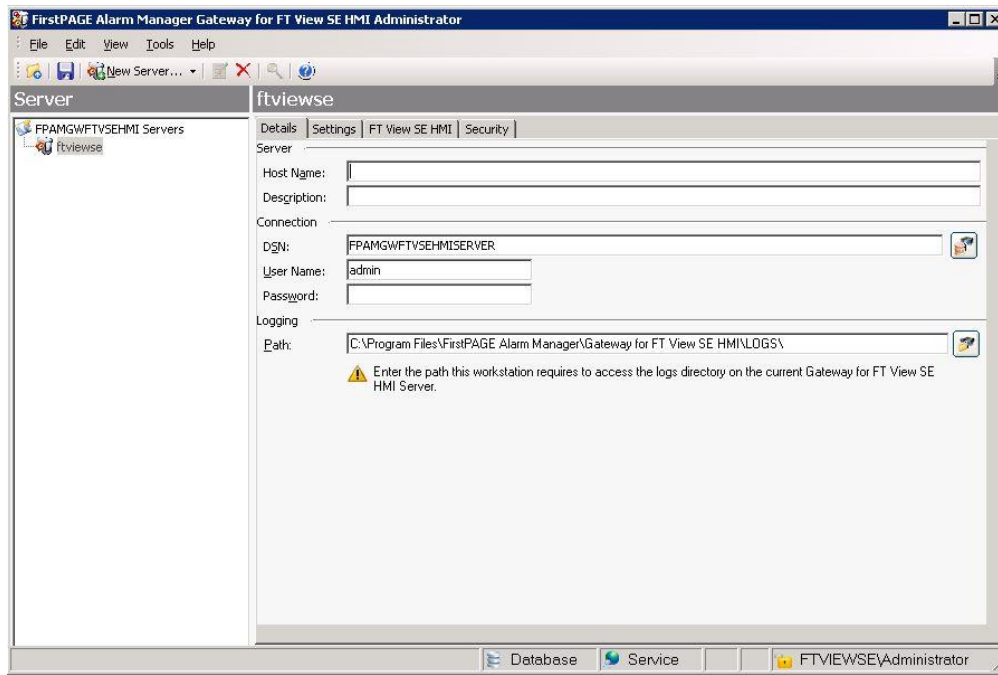 FirstPAGE Alarm Manager Gateway for FT View SE HMI Administrator
File Edit View Tools Help
New Server...
Server
ftviewse
FPAMGWFTVSEHMI Servers
ftviewse
Details Settings FT View SE HMI Security
Server
Host Name:
Description:
Connection
DSN: FPAMGWFTVSEHMISERVER
User Name: admin
Password:
Logging
Path: C:\Program Files\FirstPAGE Alarm Manager\Gateway for FT View SE HMI\LOGS\
Enter the path this workstation requires to access the logs directory on the current Gateway for FT View SE
HMI Server.
Database Service FTVIEWSE\Administrator